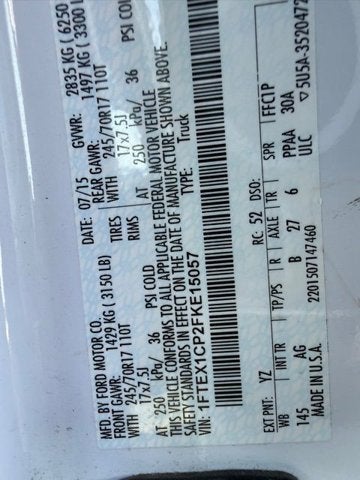 MFD. BY FORD MOTOR CO.
DATE: 07/15 GVWR: 2835 KG ( 6250
FRONT GAWR: 1429 KG ( 3150 LB) REAR GAWR: 1497 KG ( 3300 L
245/70R17 110T TIRES WITH 245/70R17 110T
17x7.5J RIMS 17x7.5J
AT 250 kPa/ 36 PSI COLD AT 250 kPa/ 36 PSI COLD
THIS VEHICLE CONFORMS TO ALL APPLICABLE FEDERAL MOTOR VEHICLE
SAFETY STANDARDS IN EFFECT ON THE DATE OF MANUFACTURE SHOWN ABOVE.
VIN: 1FTEX1CP2FKE15057 TYPE: Truck
EXT PNT: YZ RC: 52 DSO: FFC1P
WB INT TR TP/PS R AXLE TR SPR
145 AG B 27 6 PPAA 30A
MADE IN U.S.A. 2201507147460 ULC ▽5U5A-3520472